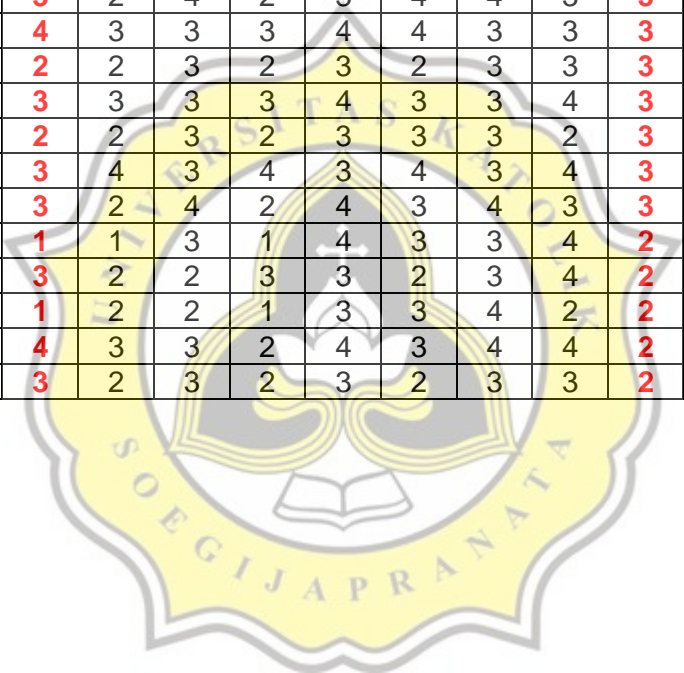 4 3 3 3 4 4 3 3 3
2 2 3 2 3 2 3 3 3
3 3 3 3 4 3 3 4 3
2 2 3 2 3 3 3 2 3
3 4 3 4 3 4 3 4 3
3 2 4 2 4 3 4 3 3
1 1 3 1 4 3 3 4 2
3 2 2 3 3 2 3 4 2
1 2 2 1 3 3 4 2 2
4 3 3 2 4 3 4 4 2
3 2 3 2 3 2 3 3 2
UNIVERSITAS KATOLIK
SOEGIJAPRANATA